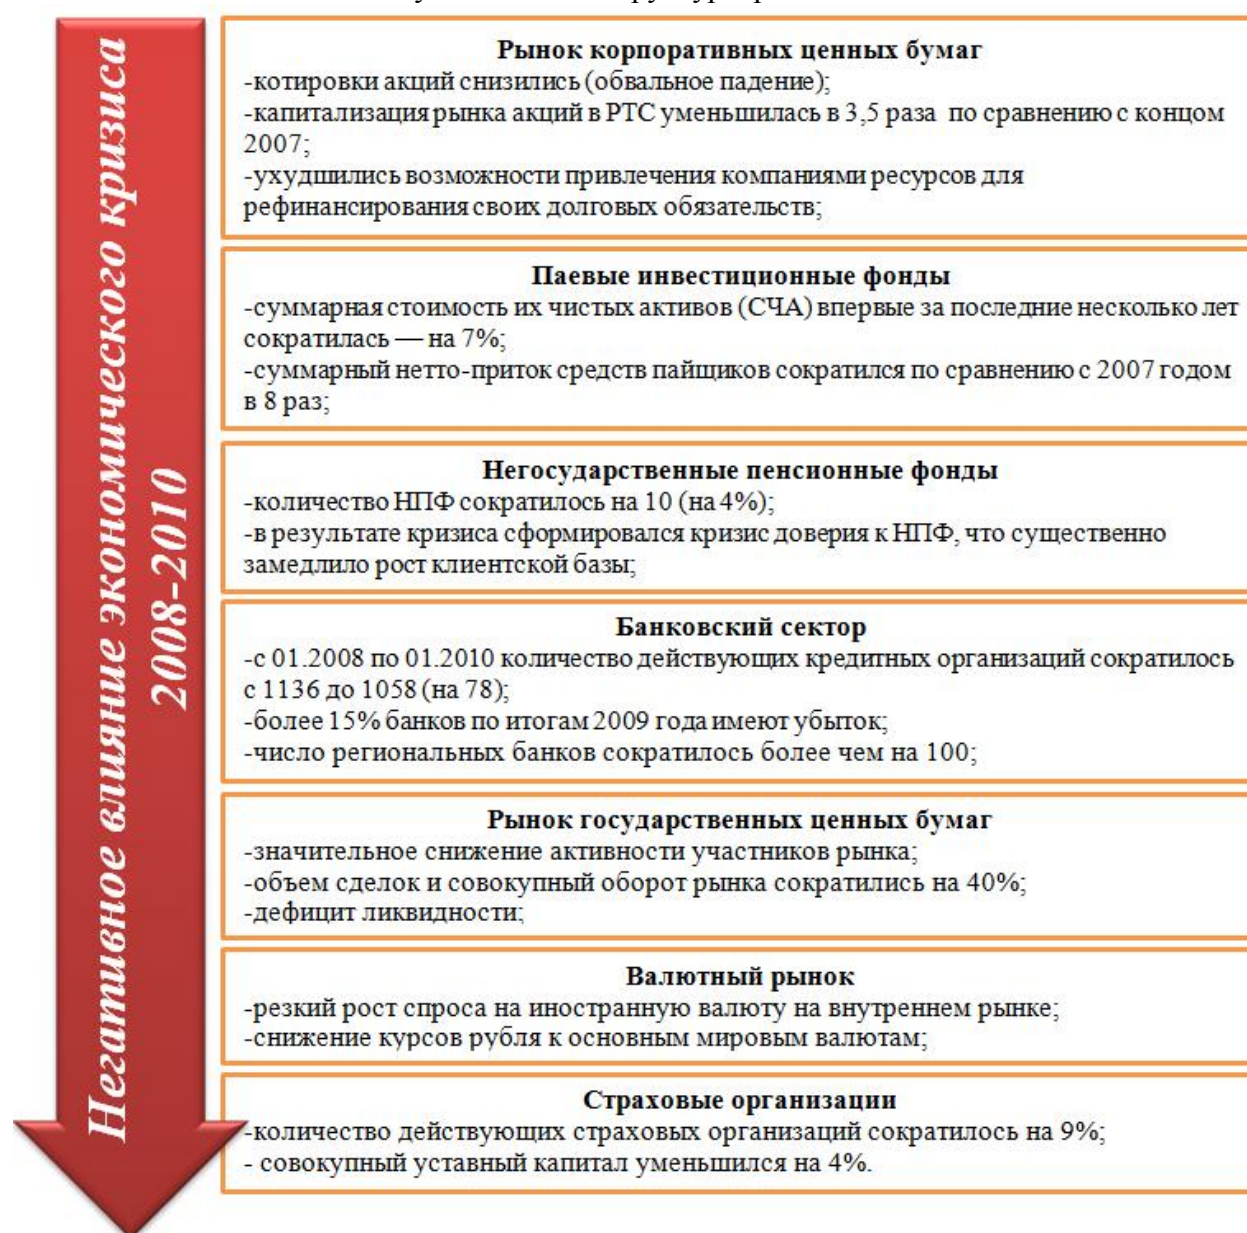 Негативное влияние экономического кризиса
2008-2010
Рынок корпоративных ценных бумаг
-котировки акций снизились (обвальное падение);
-капитализация рынка акций в РТС уменьшилась в 3,5 раза по сравнению с концом
2007;
-ухудшились возможности привлечения компаниями ресурсов для
рефинансирования своих долговых обязательств;
Паевые инвестиционные фонды
-суммарная стоимость их чистых активов (СЧА) впервые за последние несколько лет
сократилась — на 7%;
-суммарный нетто-приток средств пайщиков сократился по сравнению с 2007 годом
в 8 раз;
Негосударственные пенсионные фонды
-количество НПФ сократилось на 10 (на 4%);
-в результате кризиса сформировался кризис доверия к НПФ, что существенно
замедлило рост клиентской базы;
Банковский сектор
-с 01.2008 по 01.2010 количество действующих кредитных организаций сократилось
с 1136 до 1058 (на 78);
-более 15% банков по итогам 2009 года имеют убыток;
-число региональных банков сократилось более чем на 100;
Рынок государственных ценных бумаг
-значительное снижение активности участников рынка;
-объем сделок и совокупный оборот рынка сократились на 40%;
-дефицит ликвидности;
Валютный рынок
-резкий рост спроса на иностранную валюту на внутреннем рынке;
-снижение курсов рубля к основным мировым валютам;
Страховые организации
-количество действующих страховых организаций сократилось на 9%;
- совокупный уставный капитал уменьшился на 4%.